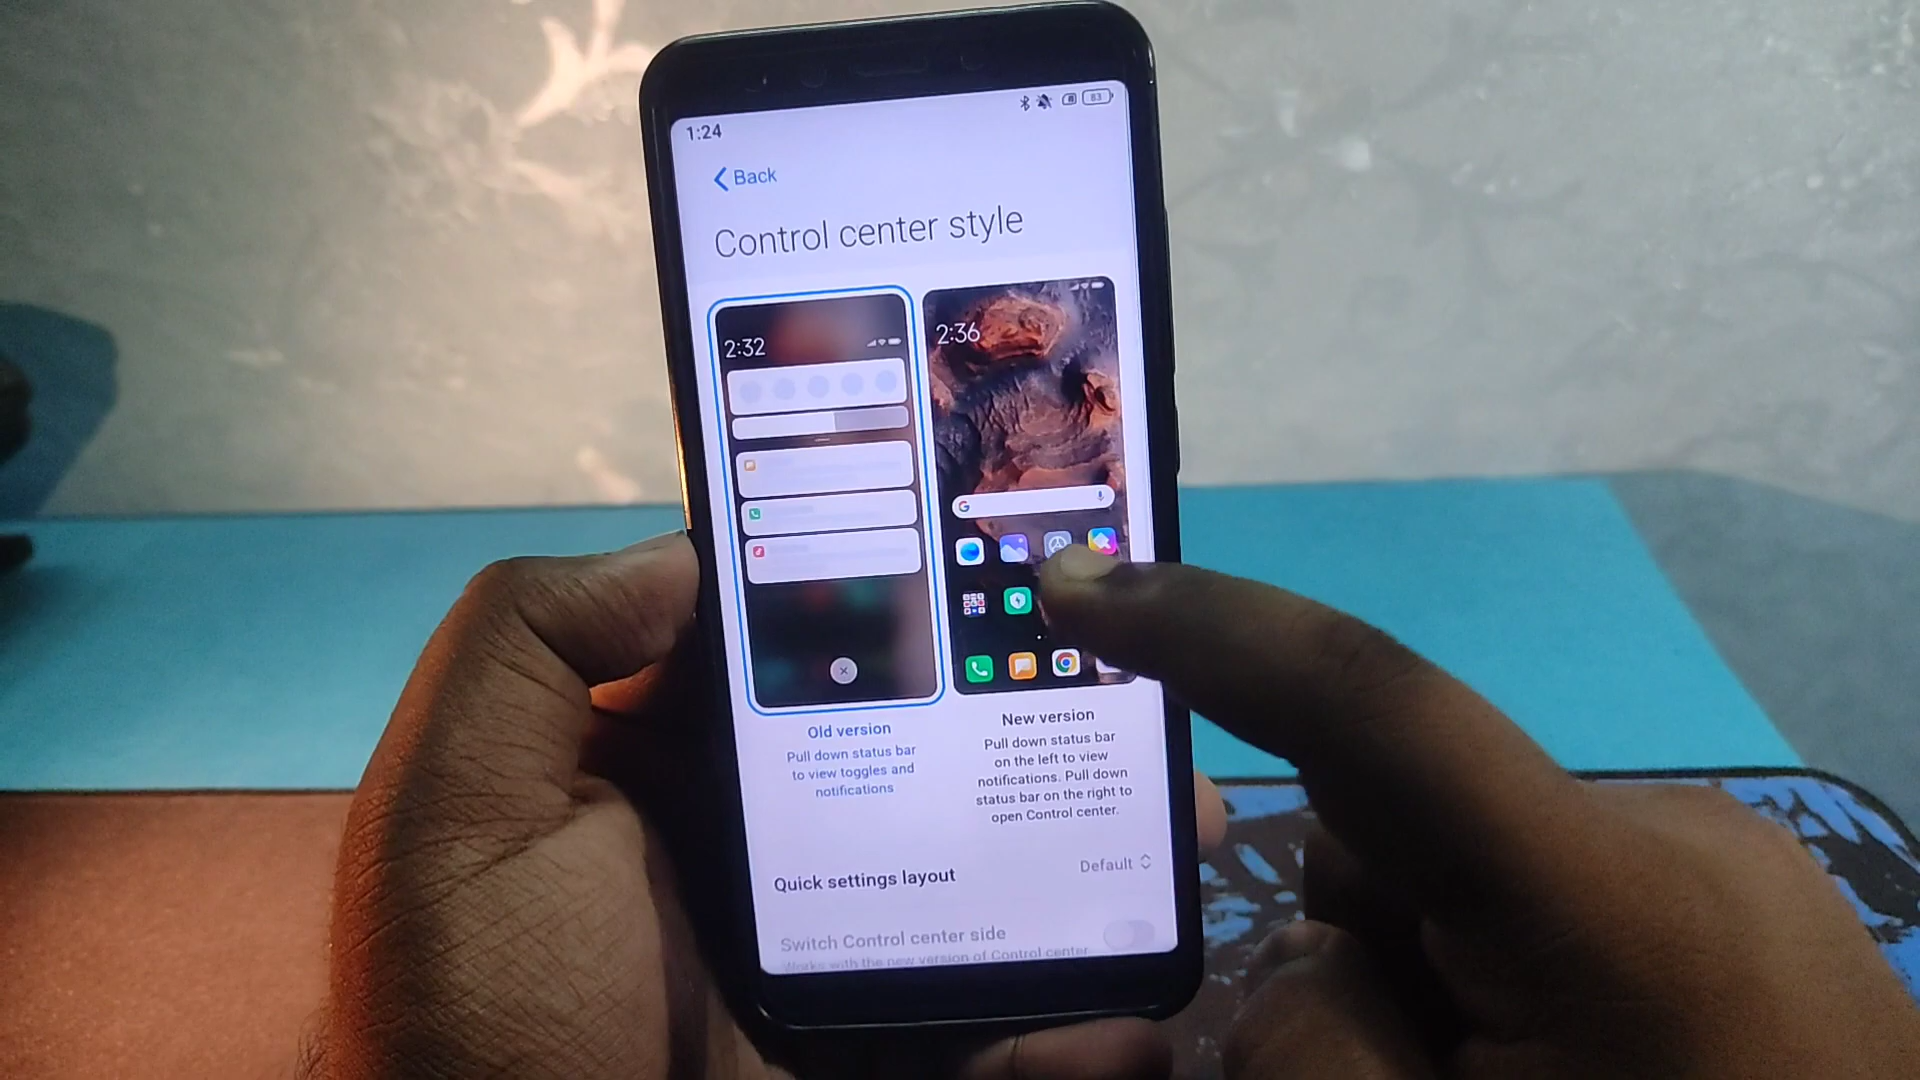 1:24
83
Back
Control center style
2:32
2:36
Old version
Pull down status bar
to view toggles and
notifications
New version
Pull down status bar
on the left to view
notifications. Pull down
status bar on the right to
open Control center.
Quick settings layout
Default
Switch Control center side
Works with the new version of Control center